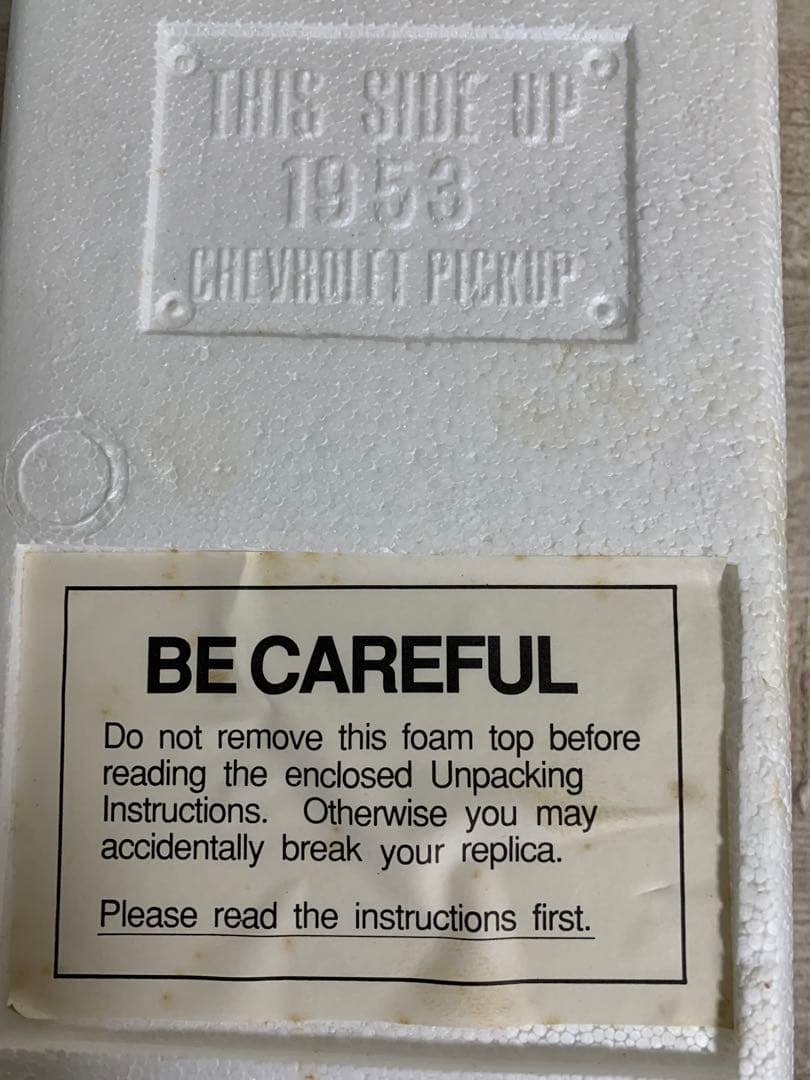 THIS SIDE UP
1953
CHEVROLET PICKUP
BE CAREFUL
Do not remove this foam top before
reading the enclosed Unpacking
Instructions. Otherwise you may
accidentally break your replica.
Please read the instructions first.